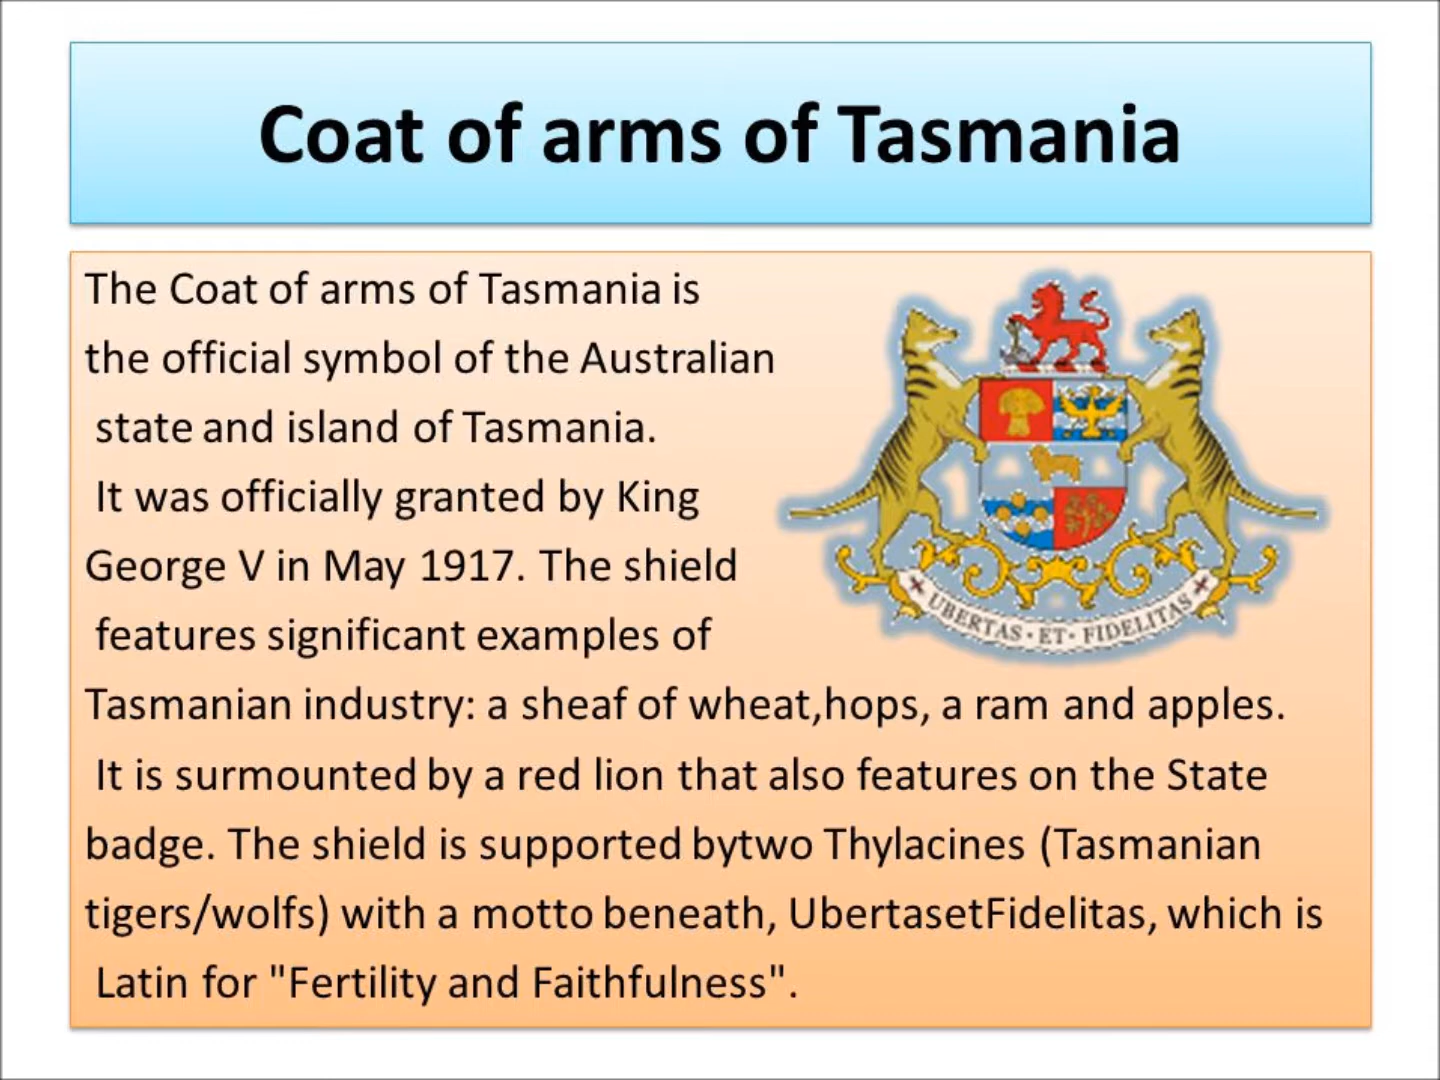 Coat of arms of Tasmania
The Coat of arms of Tasmania is
the official symbol of the Australian
state and island of Tasmania.
It was officially granted by King
George V in May 1917. The shield
features significant examples of
Tasmanian industry: a sheaf of wheat,hops, a ram and apples.
It is surmounted by a red lion that also features on the State
badge. The shield is supported bytwo Thylacines (Tasmanian
tigers/wolfs) with a motto beneath, UbertasetFidelitas, which is
Latin for "Fertility and Faithfulness".
UBERTAS·ET·FIDELITAS